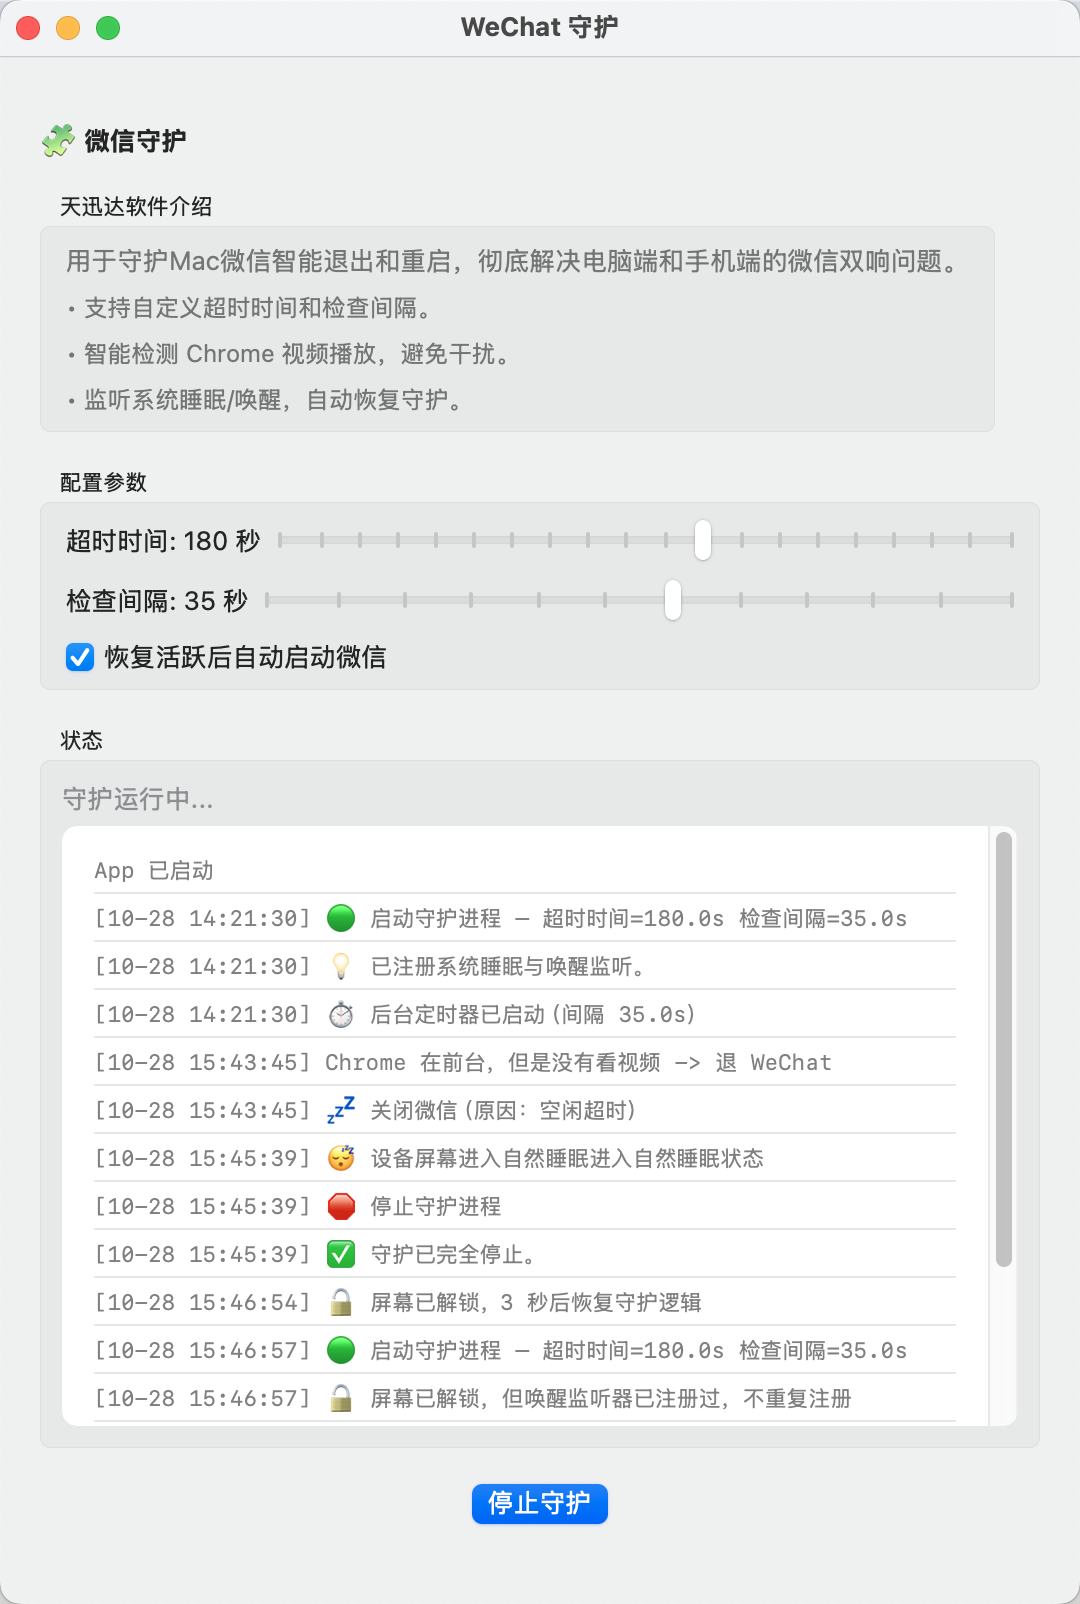 WeChat 守护
微信守护
天迅达软件介绍
用于守护Mac微信智能退出和重启，彻底解决电脑端和手机端的微信双响问题。
• 支持自定义超时时间和检查间隔。
• 智能检测 Chrome 视频播放，避免干扰。
• 监听系统睡眠/唤醒，自动恢复守护。
配置参数
超时时间: 180 秒
检查间隔: 35 秒
恢复活跃后自动启动微信
状态
守护运行中...
App 已启动
[10-28 14:21:30] 🟢 启动守护进程 – 超时时间=180.0s 检查间隔=35.0s
[10-28 14:21:30] 💡 已注册系统睡眠与唤醒监听。
[10-28 14:21:30] ⏱ 后台定时器已启动（间隔 35.0s）
[10-28 15:43:45] Chrome 在前台，但是没有看视频 -> 退 WeChat
[10-28 15:43:45] 💤 关闭微信（原因：空闲超时）
[10-28 15:45:39] 😴 设备屏幕进入自然睡眠进入自然睡眠状态
[10-28 15:45:39] 🛑 停止守护进程
[10-28 15:45:39] ✅ 守护已完全停止。
[10-28 15:46:54] 🔓 屏幕已解锁，3 秒后恢复守护逻辑
[10-28 15:46:57] 🟢 启动守护进程 – 超时时间=180.0s 检查间隔=35.0s
[10-28 15:46:57] 🔓 屏幕已解锁，但唤醒监听器已注册过，不重复注册
停止守护